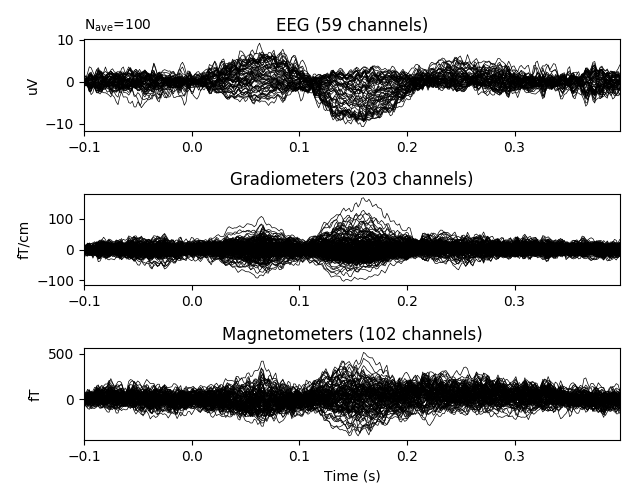 N_ave=100
EEG (59 channels)
uV
10
0
−10
−0.1 0.0 0.1 0.2 0.3
Gradiometers (203 channels)
fT/cm
100
0
−100
−0.1 0.0 0.1 0.2 0.3
Magnetometers (102 channels)
fT
500
0
−0.1 0.0 0.1 0.2 0.3
Time (s)